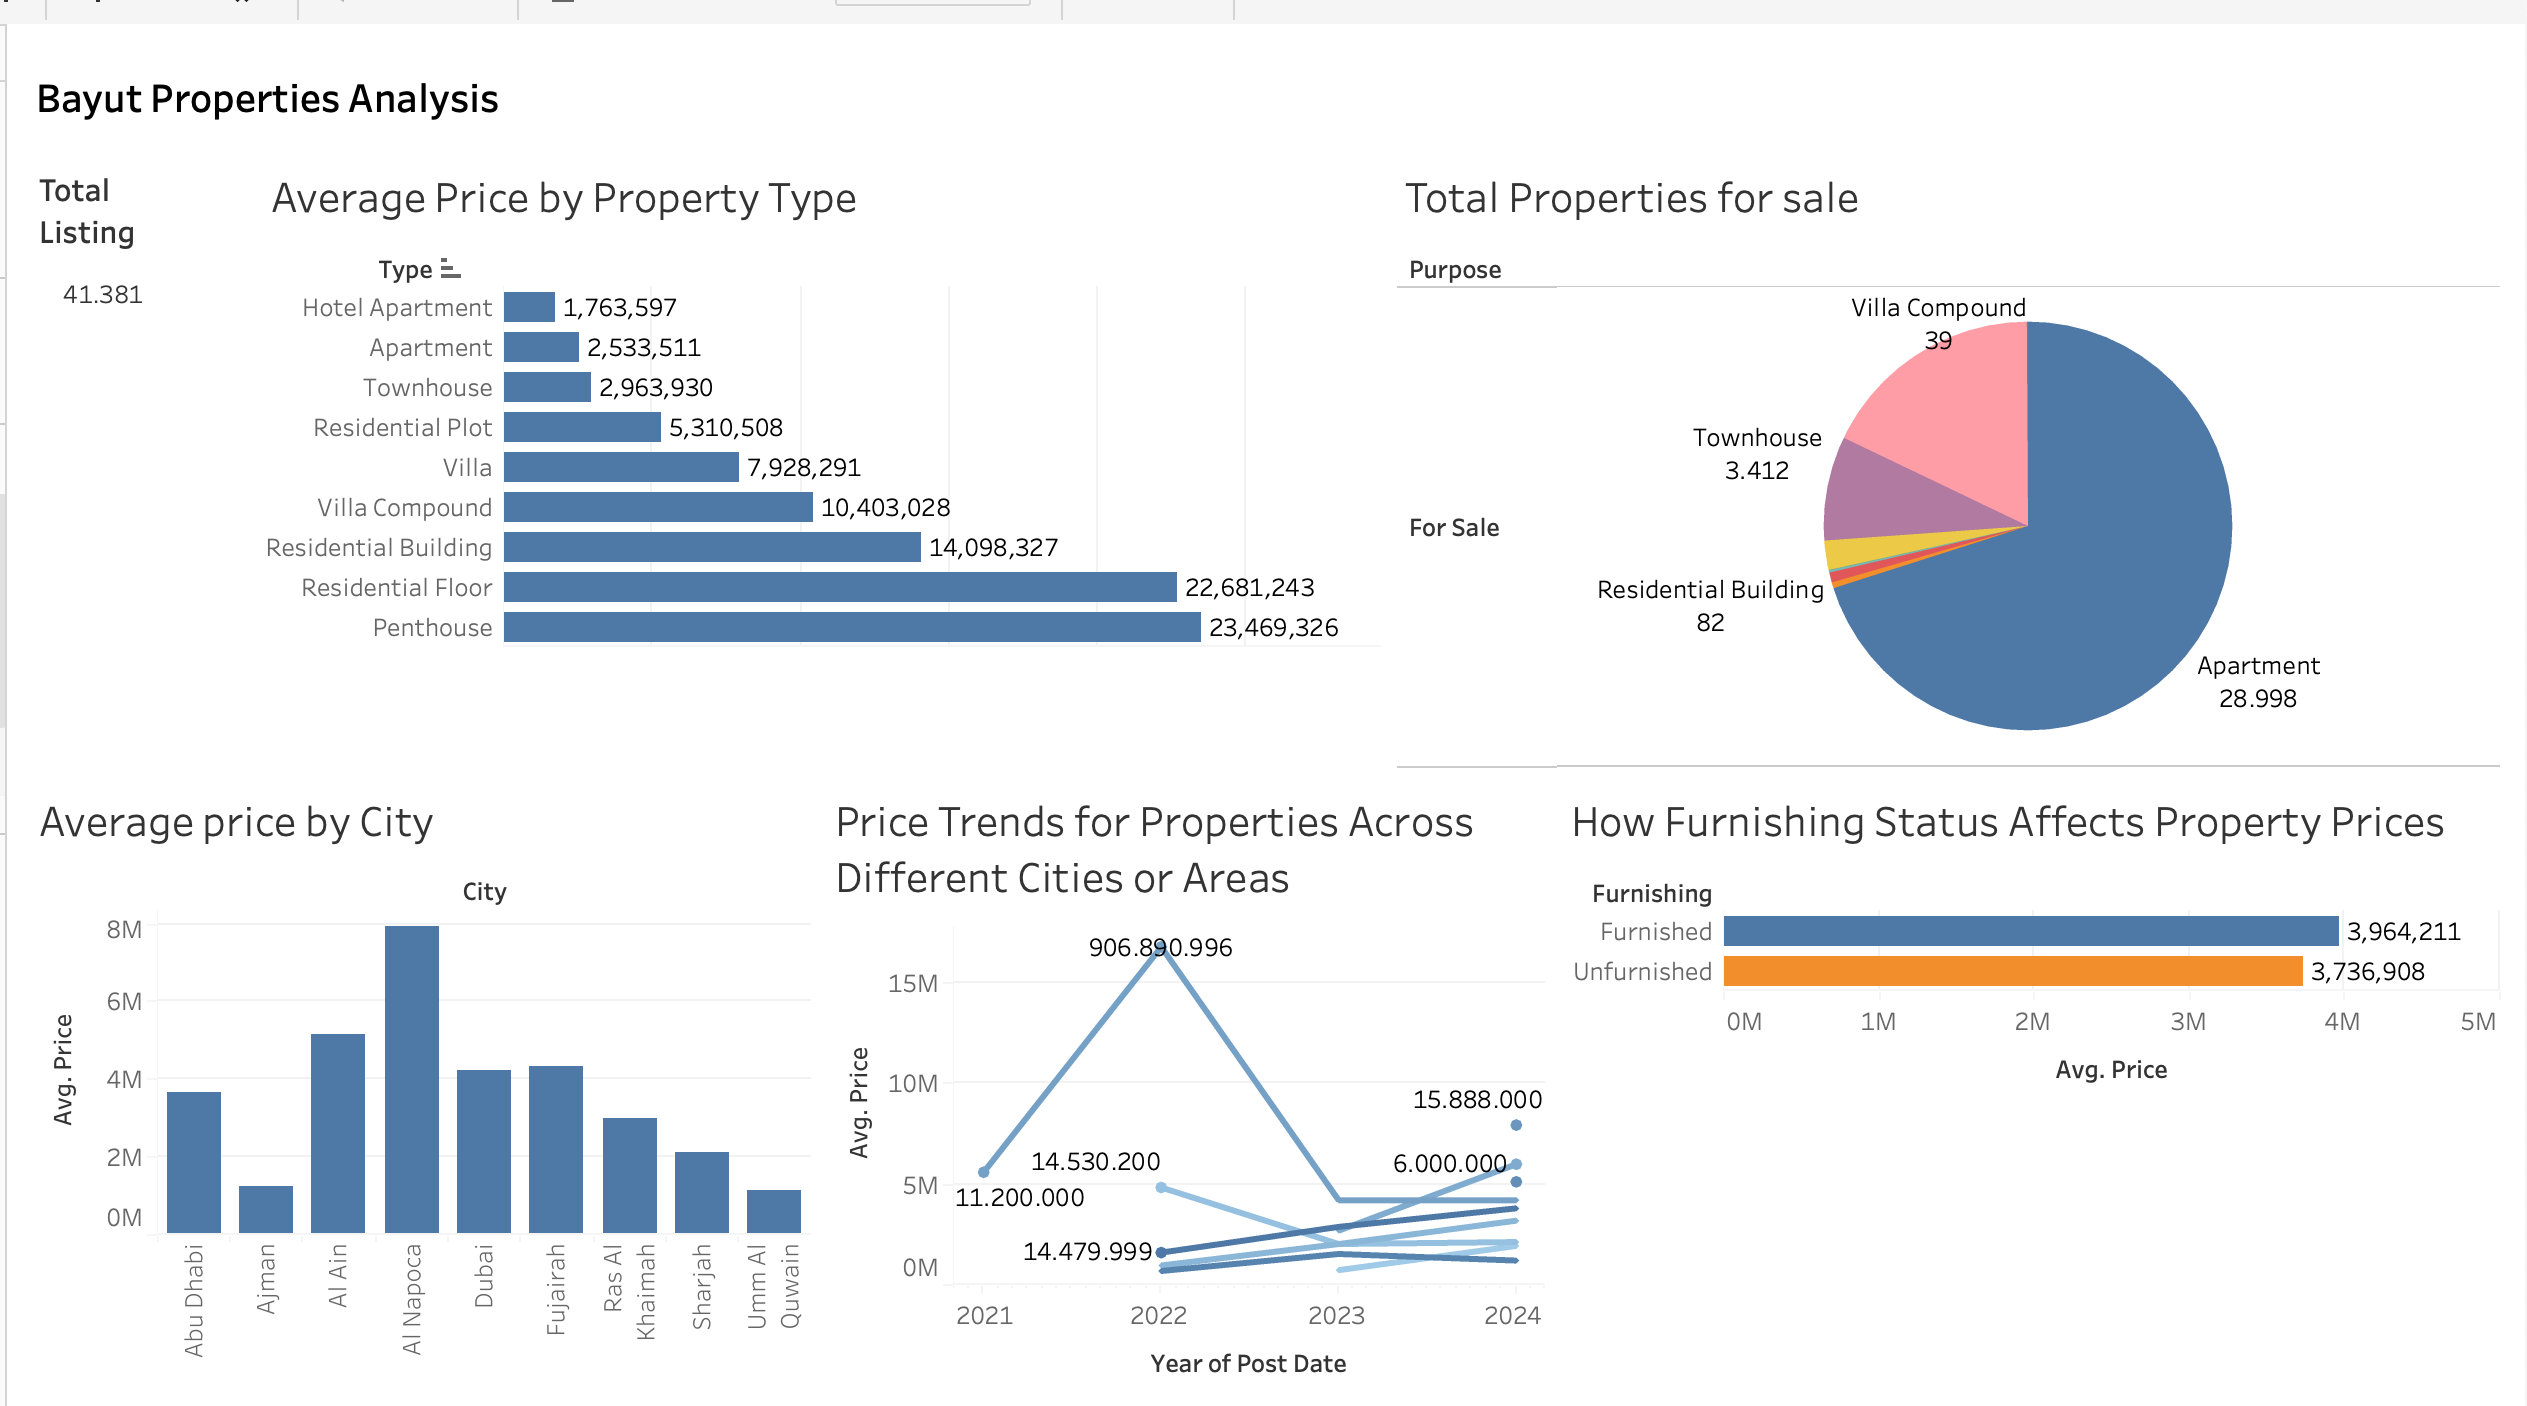 Bayut Properties Analysis
Total
Listing
41.381
Average Price by Property Type
Type
Hotel Apartment 1,763,597
Apartment 2,533,511
Townhouse 2,963,930
Residential Plot 5,310,508
Villa 7,928,291
Villa Compound 10,403,028
Residential Building 14,098,327
Residential Floor 22,681,243
Penthouse 23,469,326
Total Properties for sale
Purpose
For Sale
Villa Compound
39
Townhouse
3.412
Residential Building
82
Apartment
28.998
Average price by City
City
Avg. Price
8M
6M
4M
2M
0M
Abu Dhabi
Ajman
Al Ain
Al Napoca
Dubai
Fujairah
Ras Al
Khaimah
Sharjah
Umm Al
Quwain
Price Trends for Properties Across
Different Cities or Areas
Avg. Price
15M
10M
5M
0M
906.890.996
15.888.000
14.530.200
6.000.000
11.200.000
14.479.999
2021 2022 2023 2024
Year of Post Date
How Furnishing Status Affects Property Prices
Furnishing
Furnished 3,964,211
Unfurnished 3,736,908
0M 1M 2M 3M 4M 5M
Avg. Price